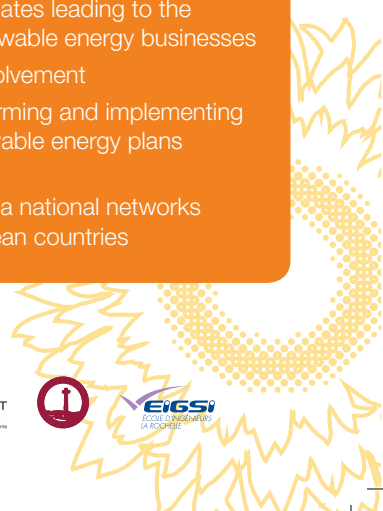 ates leading to the
wable energy businesses
olvement
rming and implementing
vable energy plans
a national networks
ean countries
T
EiGSi
ÉCOLE D'INGÉNIEURS
LA ROCHELLE